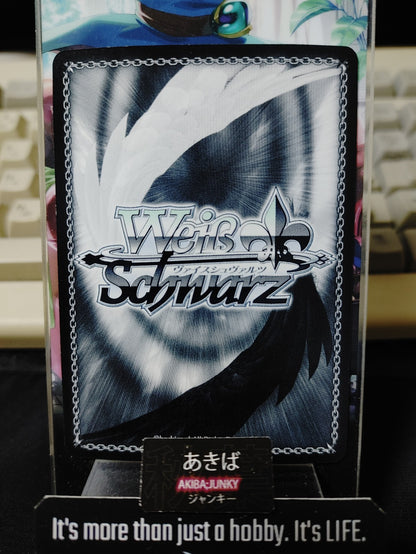 Weiß
ヴァイスシュヴァルツ
Schwarz
あきば
AKIBA-JUNKY
ジャンキー
It's more than just a hobby. It's LIFE.